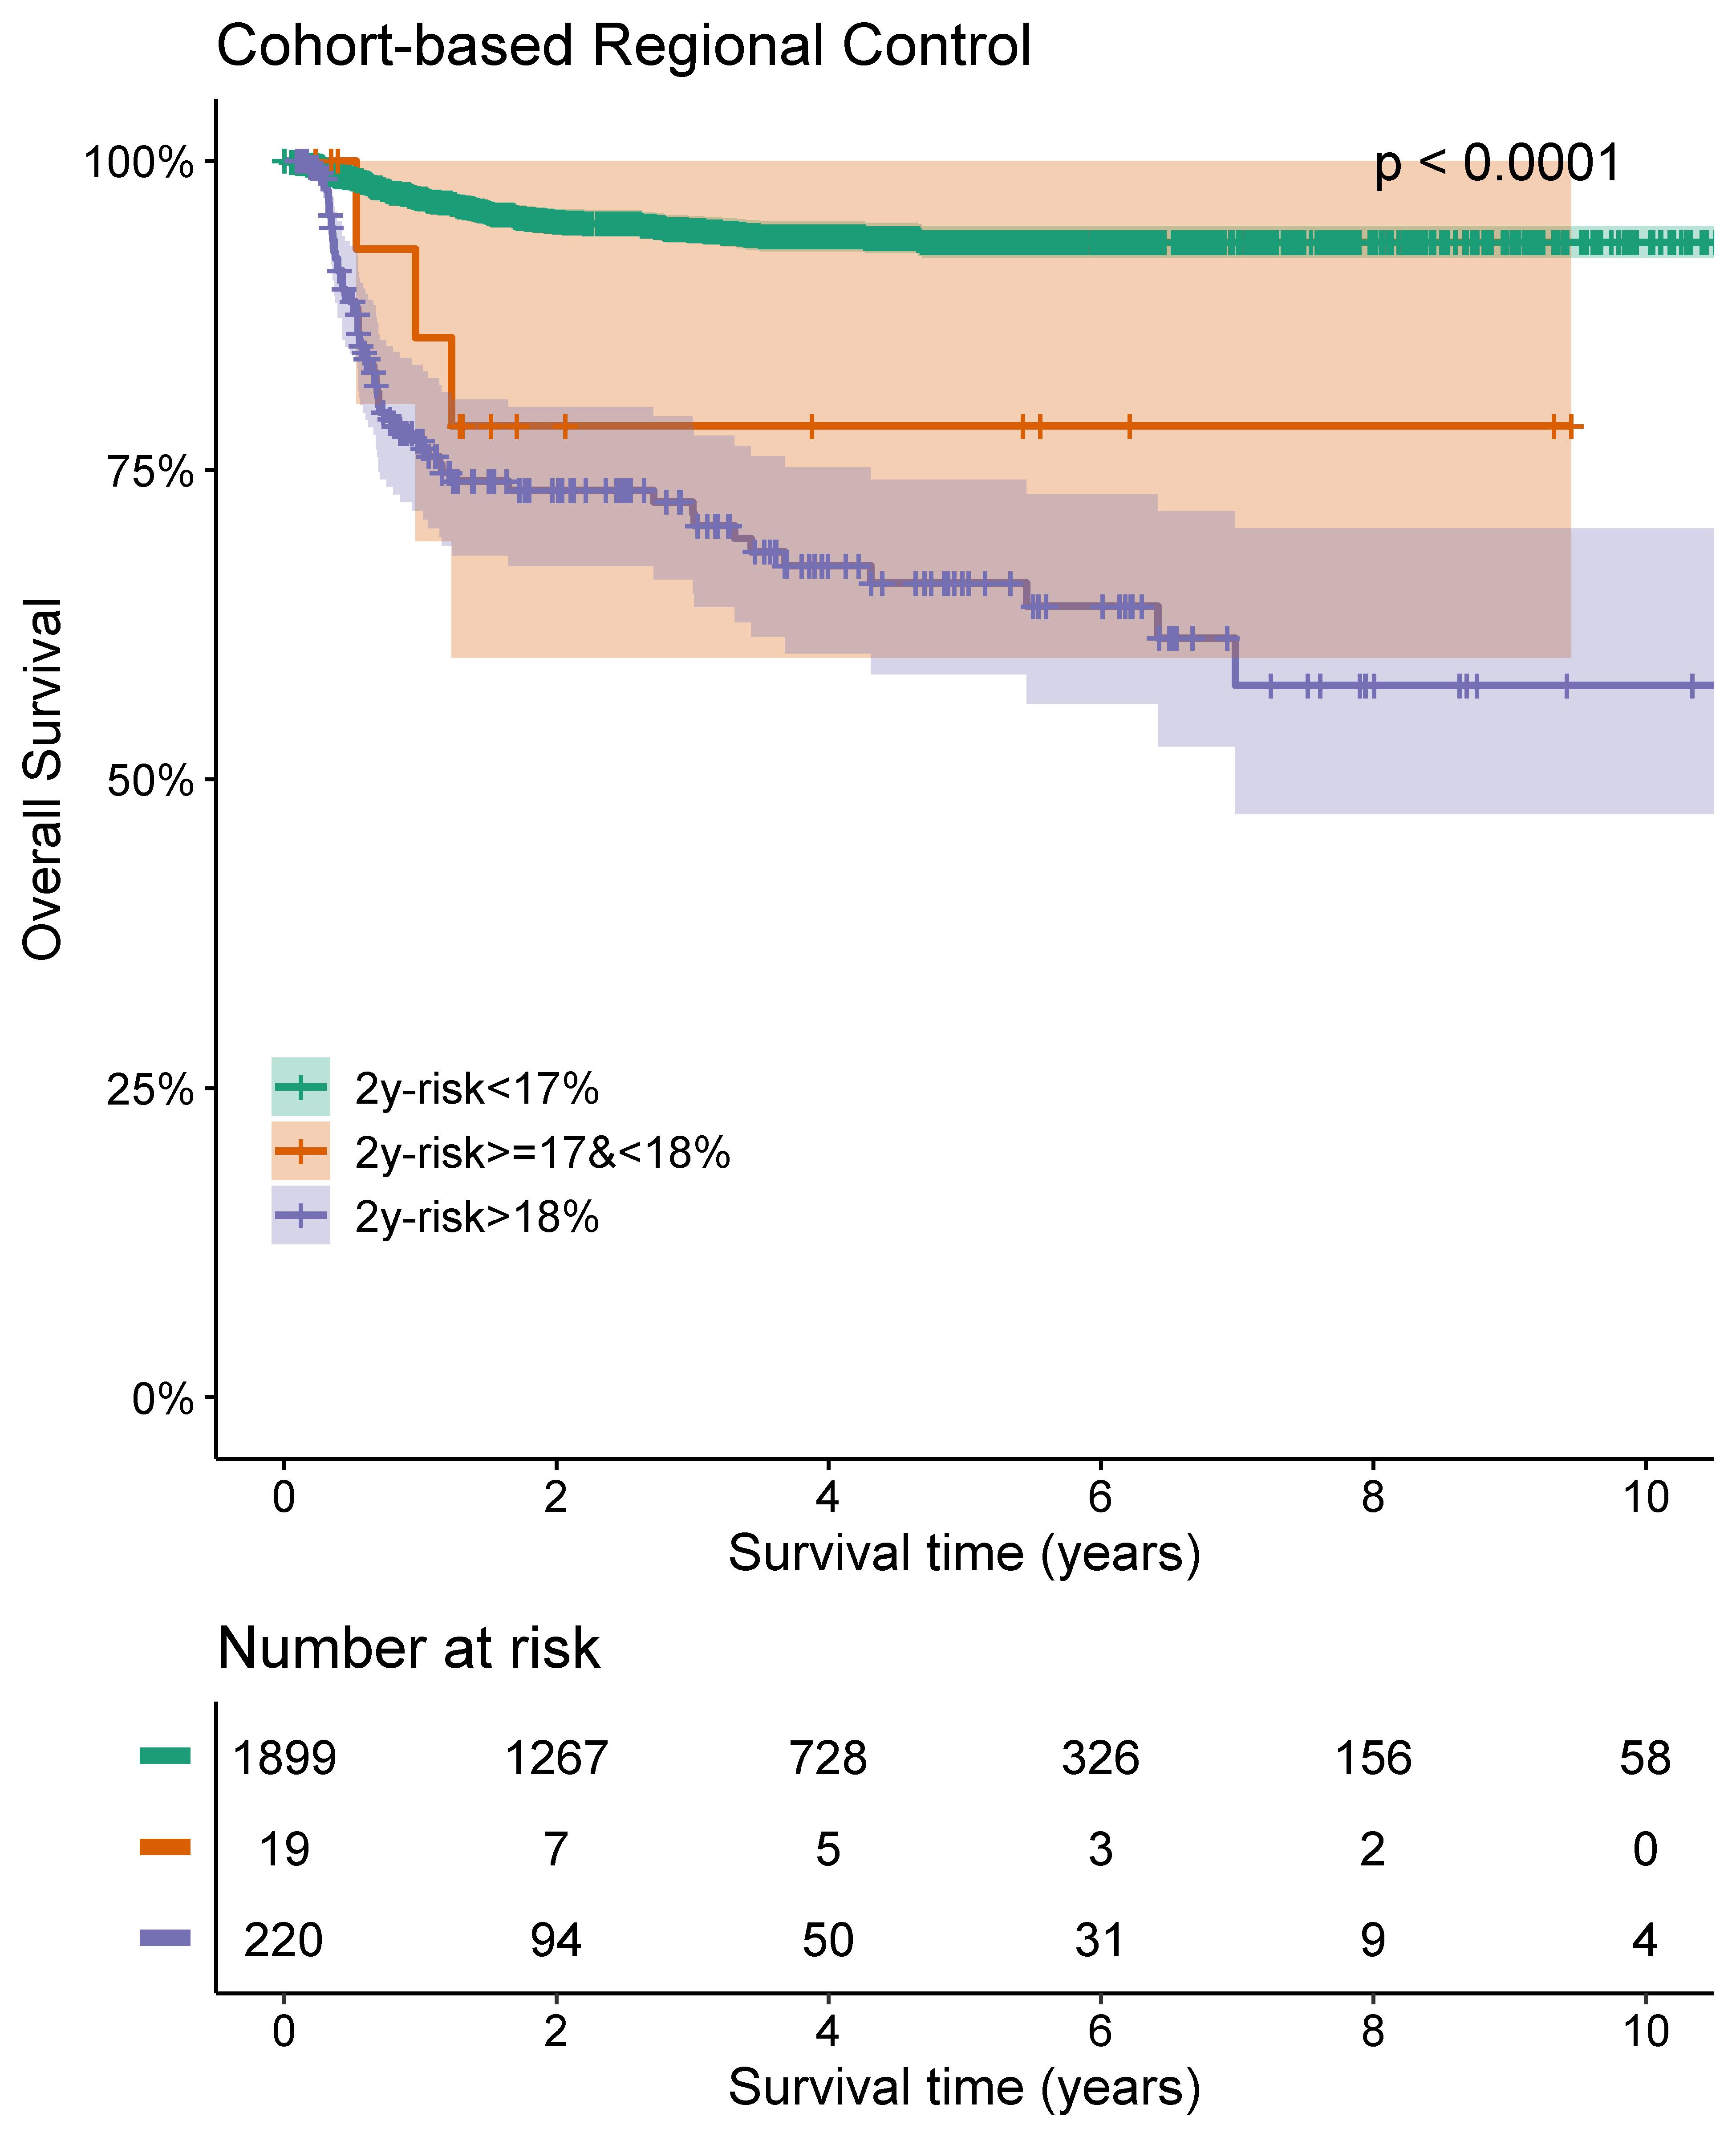 Cohort-based Regional Control
p < 0.0001
100%
75%
50%
25%
0%
Overall Survival
2y-risk<17%
2y-risk>=17&<18%
2y-risk>18%
0 2 4 6 8 10
Survival time (years)
Number at risk
1899 1267 728 326 156 58
19 7 5 3 2 0
220 94 50 31 9 4
0 2 4 6 8 10
Survival time (years)